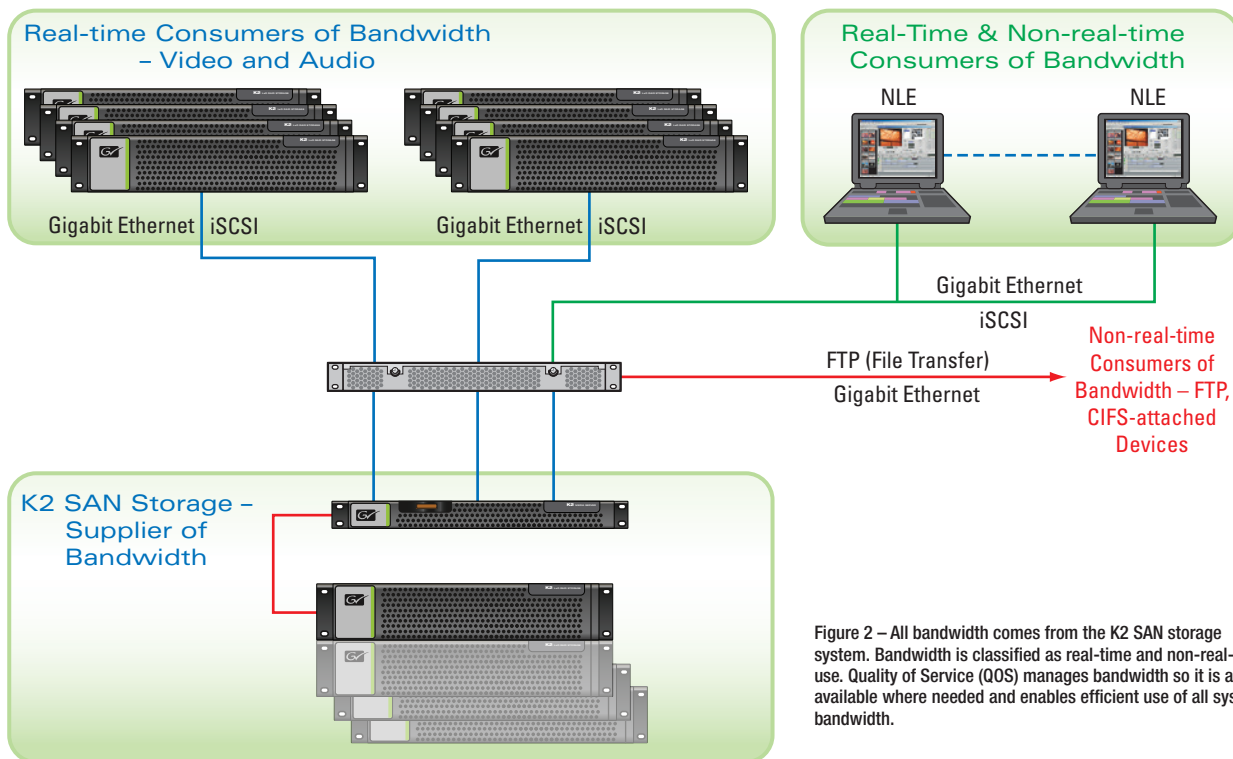 Real-time Consumers of Bandwidth
– Video and Audio
Gigabit Ethernet iSCSI
Gigabit Ethernet iSCSI
Real-Time & Non-real-time
Consumers of Bandwidth
NLE
NLE
Gigabit Ethernet
iSCSI
FTP (File Transfer)
Gigabit Ethernet
Non-real-time
Consumers of
Bandwidth – FTP,
CIFS-attached
Devices
K2 SAN Storage –
Supplier of
Bandwidth
Figure 2 – All bandwidth comes from the K2 SAN storage
system. Bandwidth is classified as real-time and non-real-
use. Quality of Service (QOS) manages bandwidth so it is a
available where needed and enables efficient use of all sys
bandwidth.